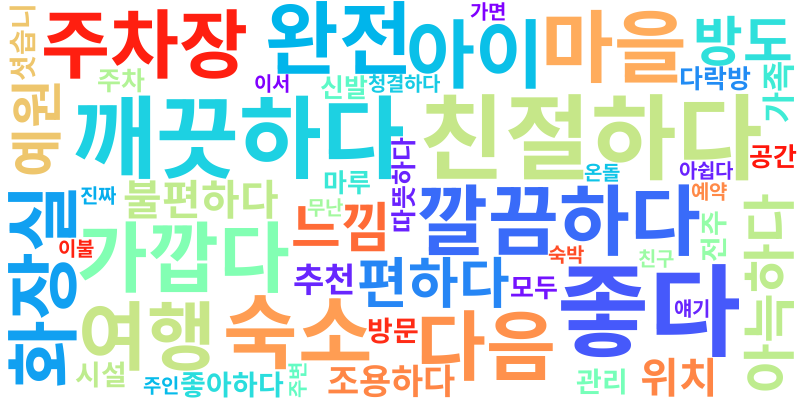 가면
주차장
완전
아이
마을
방도
셧습니
주차
이서
신발
청결하다
다락방
가족
예원
깨끗하다
친절하다
공간
따뜻하다
온돌
아쉽다
마루
예약
진짜
불편하다
무난
느낌
깔끔하다
화장실
이불
가깝다
전주
아늑하다
숙박
친구
추천
편하다
모두
좋다
얘기
여행
숙소
방문
다음
시설
주인
좋아하다
주변
조용하다
관리
위치